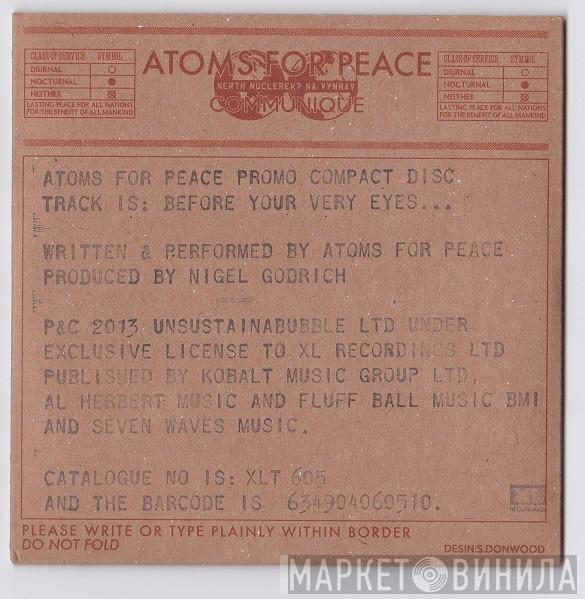 CLASS OF SERVICE SYMBOL
DIURNAL
NOCTURNAL
NEITHER
LASTING PEACE FOR ALL NATIONS
FOR THE BENEFIT OF ALL MANKIND
ATOMS FOR PEACE
NERTH NUCLEREK? NA VYNNAV
COMMUNIQUE
CLASS OF SERVICE SYMBOL
DIURNAL
NOCTURNAL
NEITHER
LASTING PEACE FOR ALL NATIONS
FOR THE BENEFIT OF ALL MANKIND
ATOMS FOR PEACE PROMO COMPACT DISC.
TRACK IS: BEFORE YOUR VERY EYES...
WRITTEN & PERFORMED BY ATOMS FOR PEACE
PRODUCED BY NIGEL GODRICH
P&C 2013 UNSUSTAINABUBBLE LTD UNDER
EXCLUSIVE LICENSE TO XL RECORDINGS LTD
PUBLISHED BY KOBALT MUSIC GROUP LTD,
AL HERBERT MUSIC AND FLUFF BALL MUSIC BMI
AND SEVEN WAVES MUSIC.
CATALOGUE NO IS: XLT 605
AND THE BARCODE IS 634904060510.
RECORDINGS
PLEASE WRITE OR TYPE PLAINLY WITHIN BORDER
DO NOT FOLD
DESIN:S.DONWOOD
МАРКЕТ ВИНИЛА